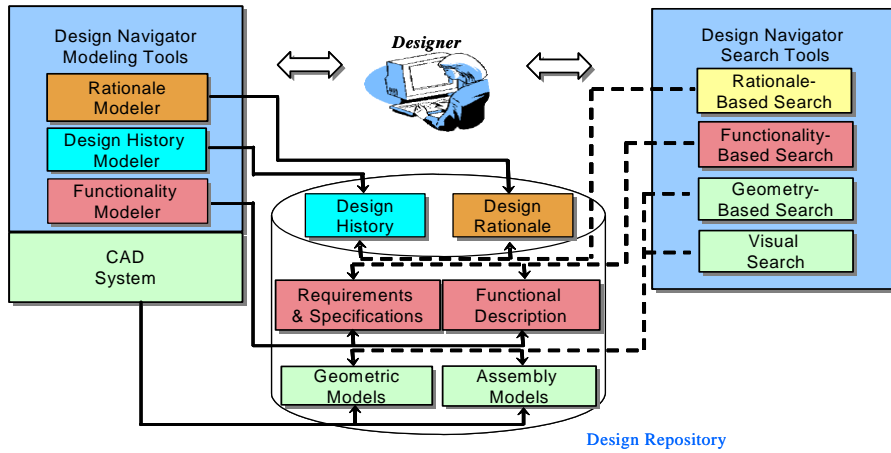 Design Navigator
Modeling Tools
Rationale
Modeler
Design History
Modeler
Functionality
Modeler
CAD
System
Designer
Design
History
Design
Rationale
Requirements
& Specifications
Functional
Description
Geometric
Models
Assembly
Models
Design Repository
Design Navigator
Search Tools
Rationale-
Based Search
Functionality-
Based Search
Geometry-
Based Search
Visual
Search